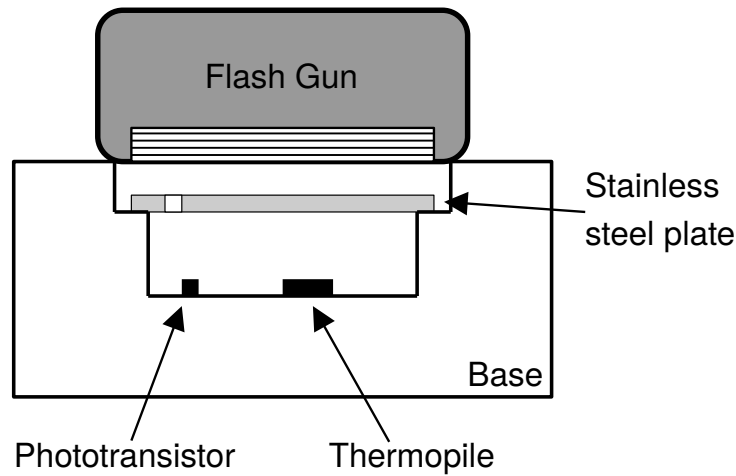 Flash Gun
Stainless
steel plate
Base
Phototransistor
Thermopile